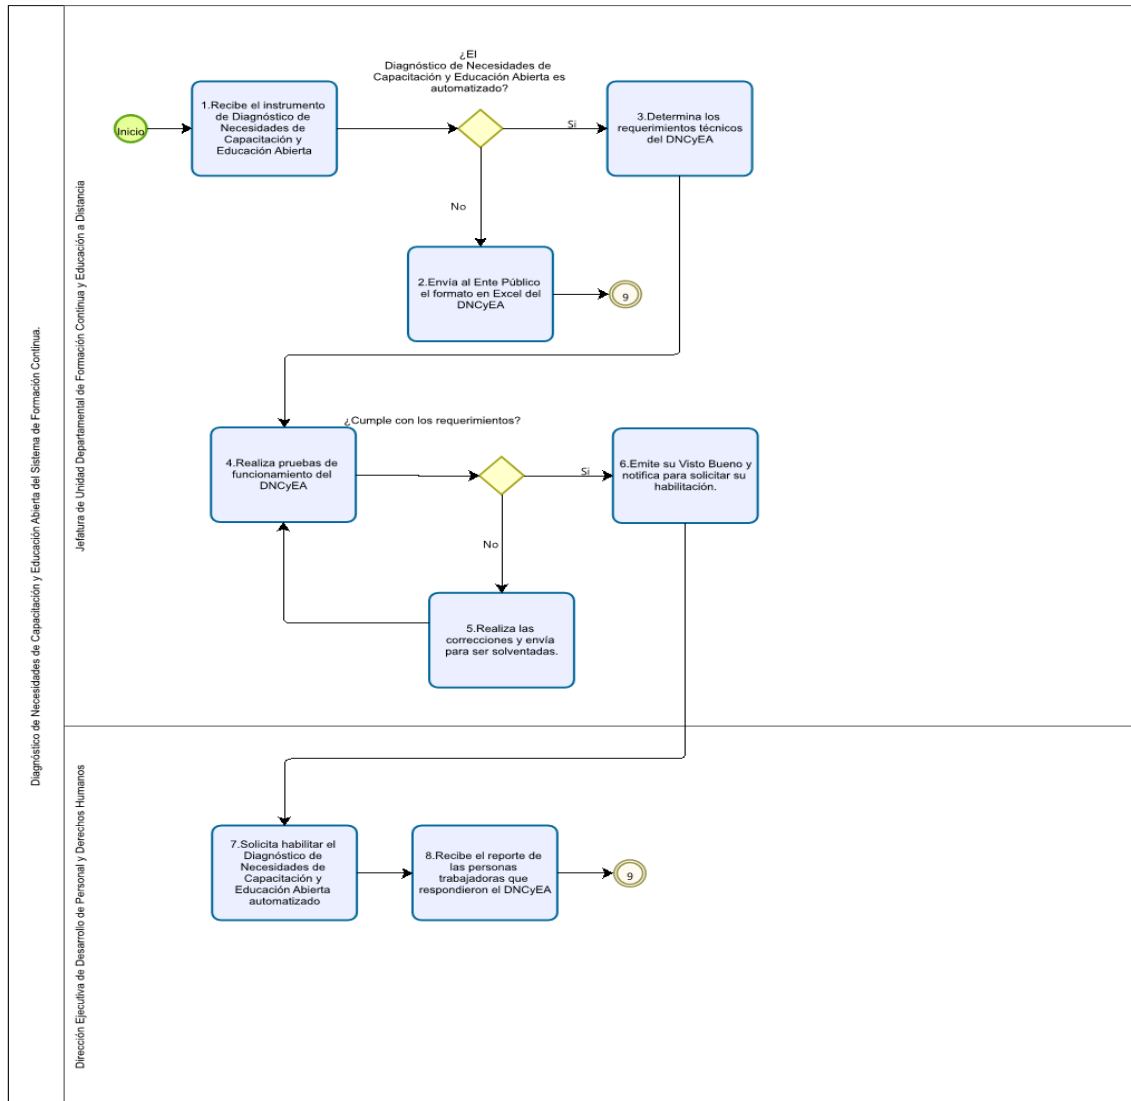 Diagnóstico de Necesidades de Capacitación y Educación Abierta del Sistema de Formación Continua.
Jefatura de Unidad Departamental de Formación Continua y Educación a Distancia
Inicio
1.Recibe el instrumento
de Diagnóstico de
Necesidades de
Capacitación y
Educación Abierta
¿El
Diagnóstico de Necesidades de
Capacitación y Educación Abierta es
automatizado?
Si
3.Determina los
requerimientos técnicos
del DNCyEA
No
2.Envía al Ente Público
el formato en Excel del
DNCyEA
9
4.Realiza pruebas de
funcionamiento del
DNCyEA
¿Cumple con los requerimientos?
Si
6.Emite su Visto Bueno y
notifica para solicitar su
habilitación.
No
5.Realiza las
correcciones y envía
para ser solventadas.
Dirección Ejecutiva de Desarrollo de Personal y Derechos Humanos
7.Solicita habilitar el
Diagnóstico de
Necesidades de
Capacitación y
Educación Abierta
automatizado
8.Recibe el reporte de
las personas
trabajadoras que
respondieron el DNCyEA
9